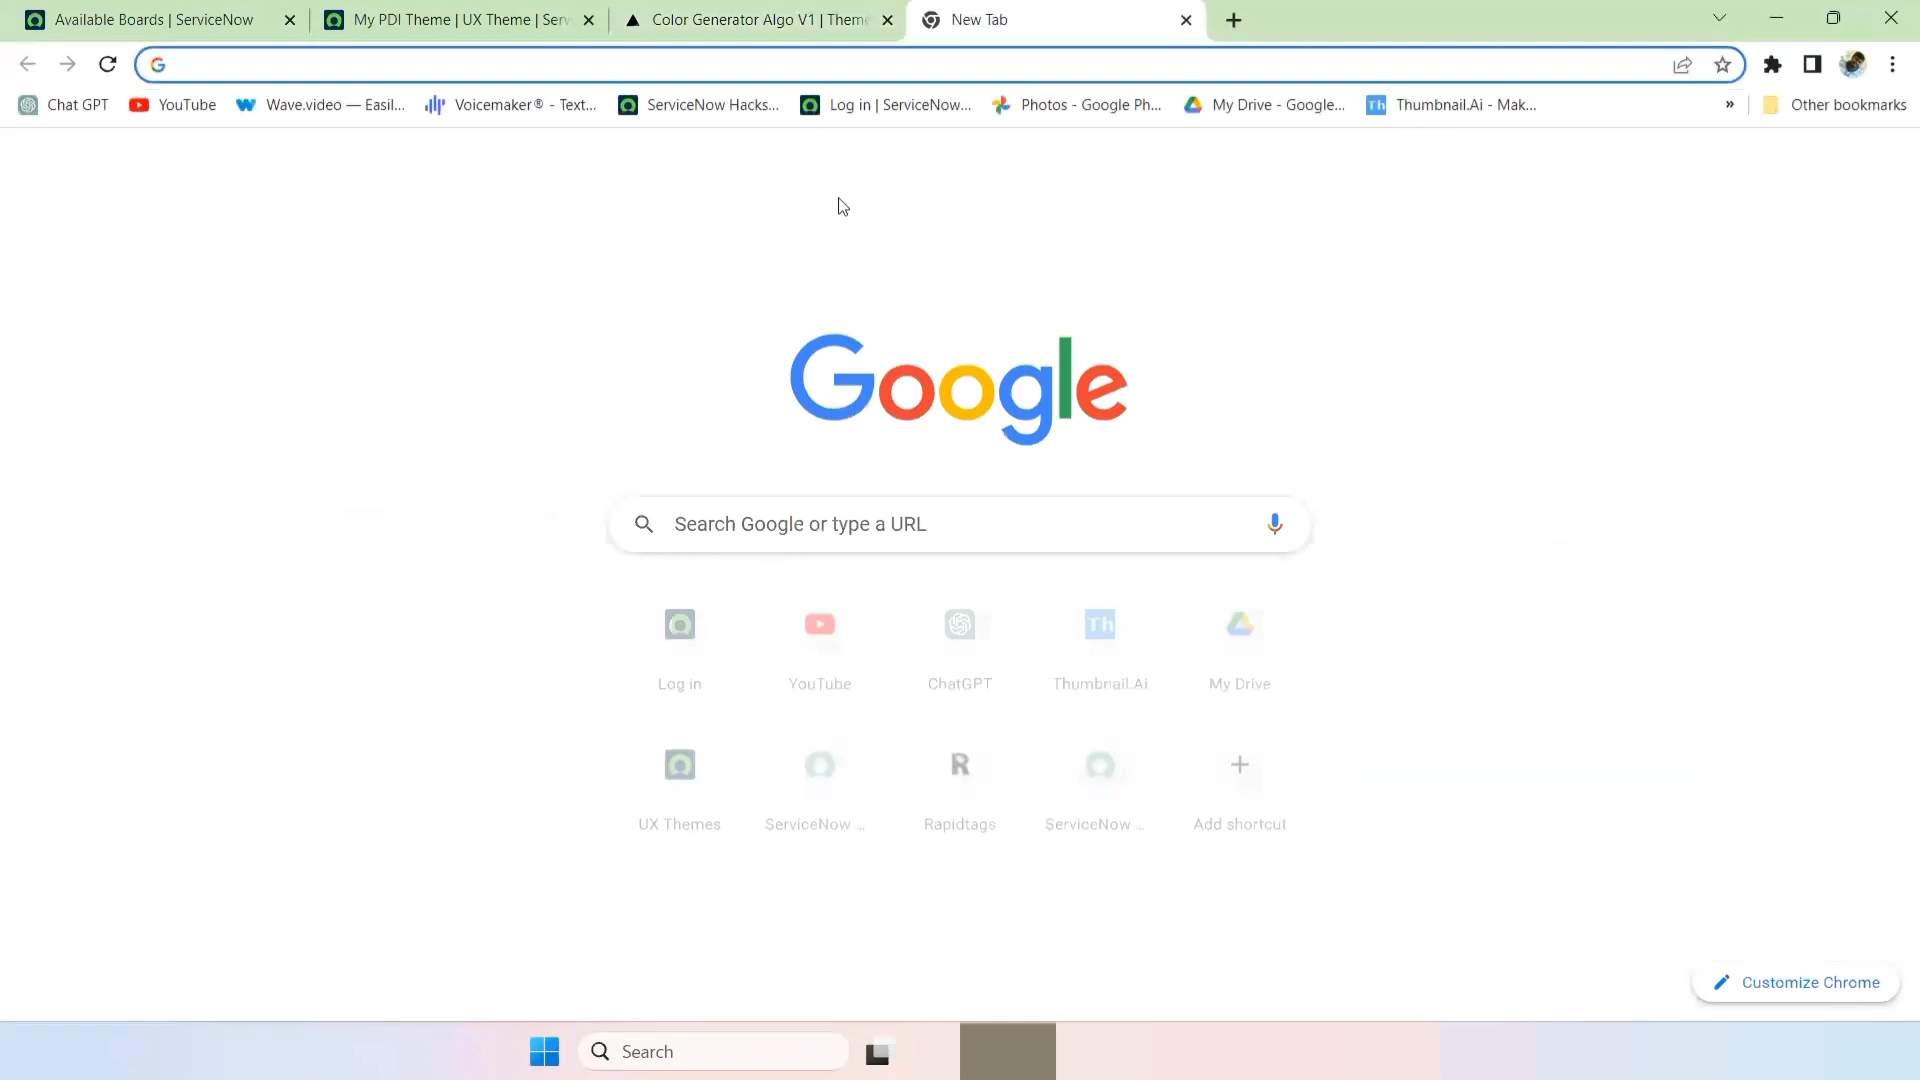 Available Boards | ServiceNow
My PDI Theme | UX Theme | Serv
Color Generator Algo V1 | Theme
New Tab
Chat GPT
YouTube
Wave.video — Easil...
Voicemaker® - Text...
ServiceNow Hacks...
Log in | ServiceNow...
Photos - Google Ph...
My Drive - Google...
Th
Thumbnail.Ai - Mak...
»
Other bookmarks
Google
Search Google or type a URL
Th
Log in
YouTube
ChatGPT
Thumbnail.Ai
My Drive
R
UX Themes
ServiceNow ...
Rapidtags
ServiceNow ...
Add shortcut
Customize Chrome
Search